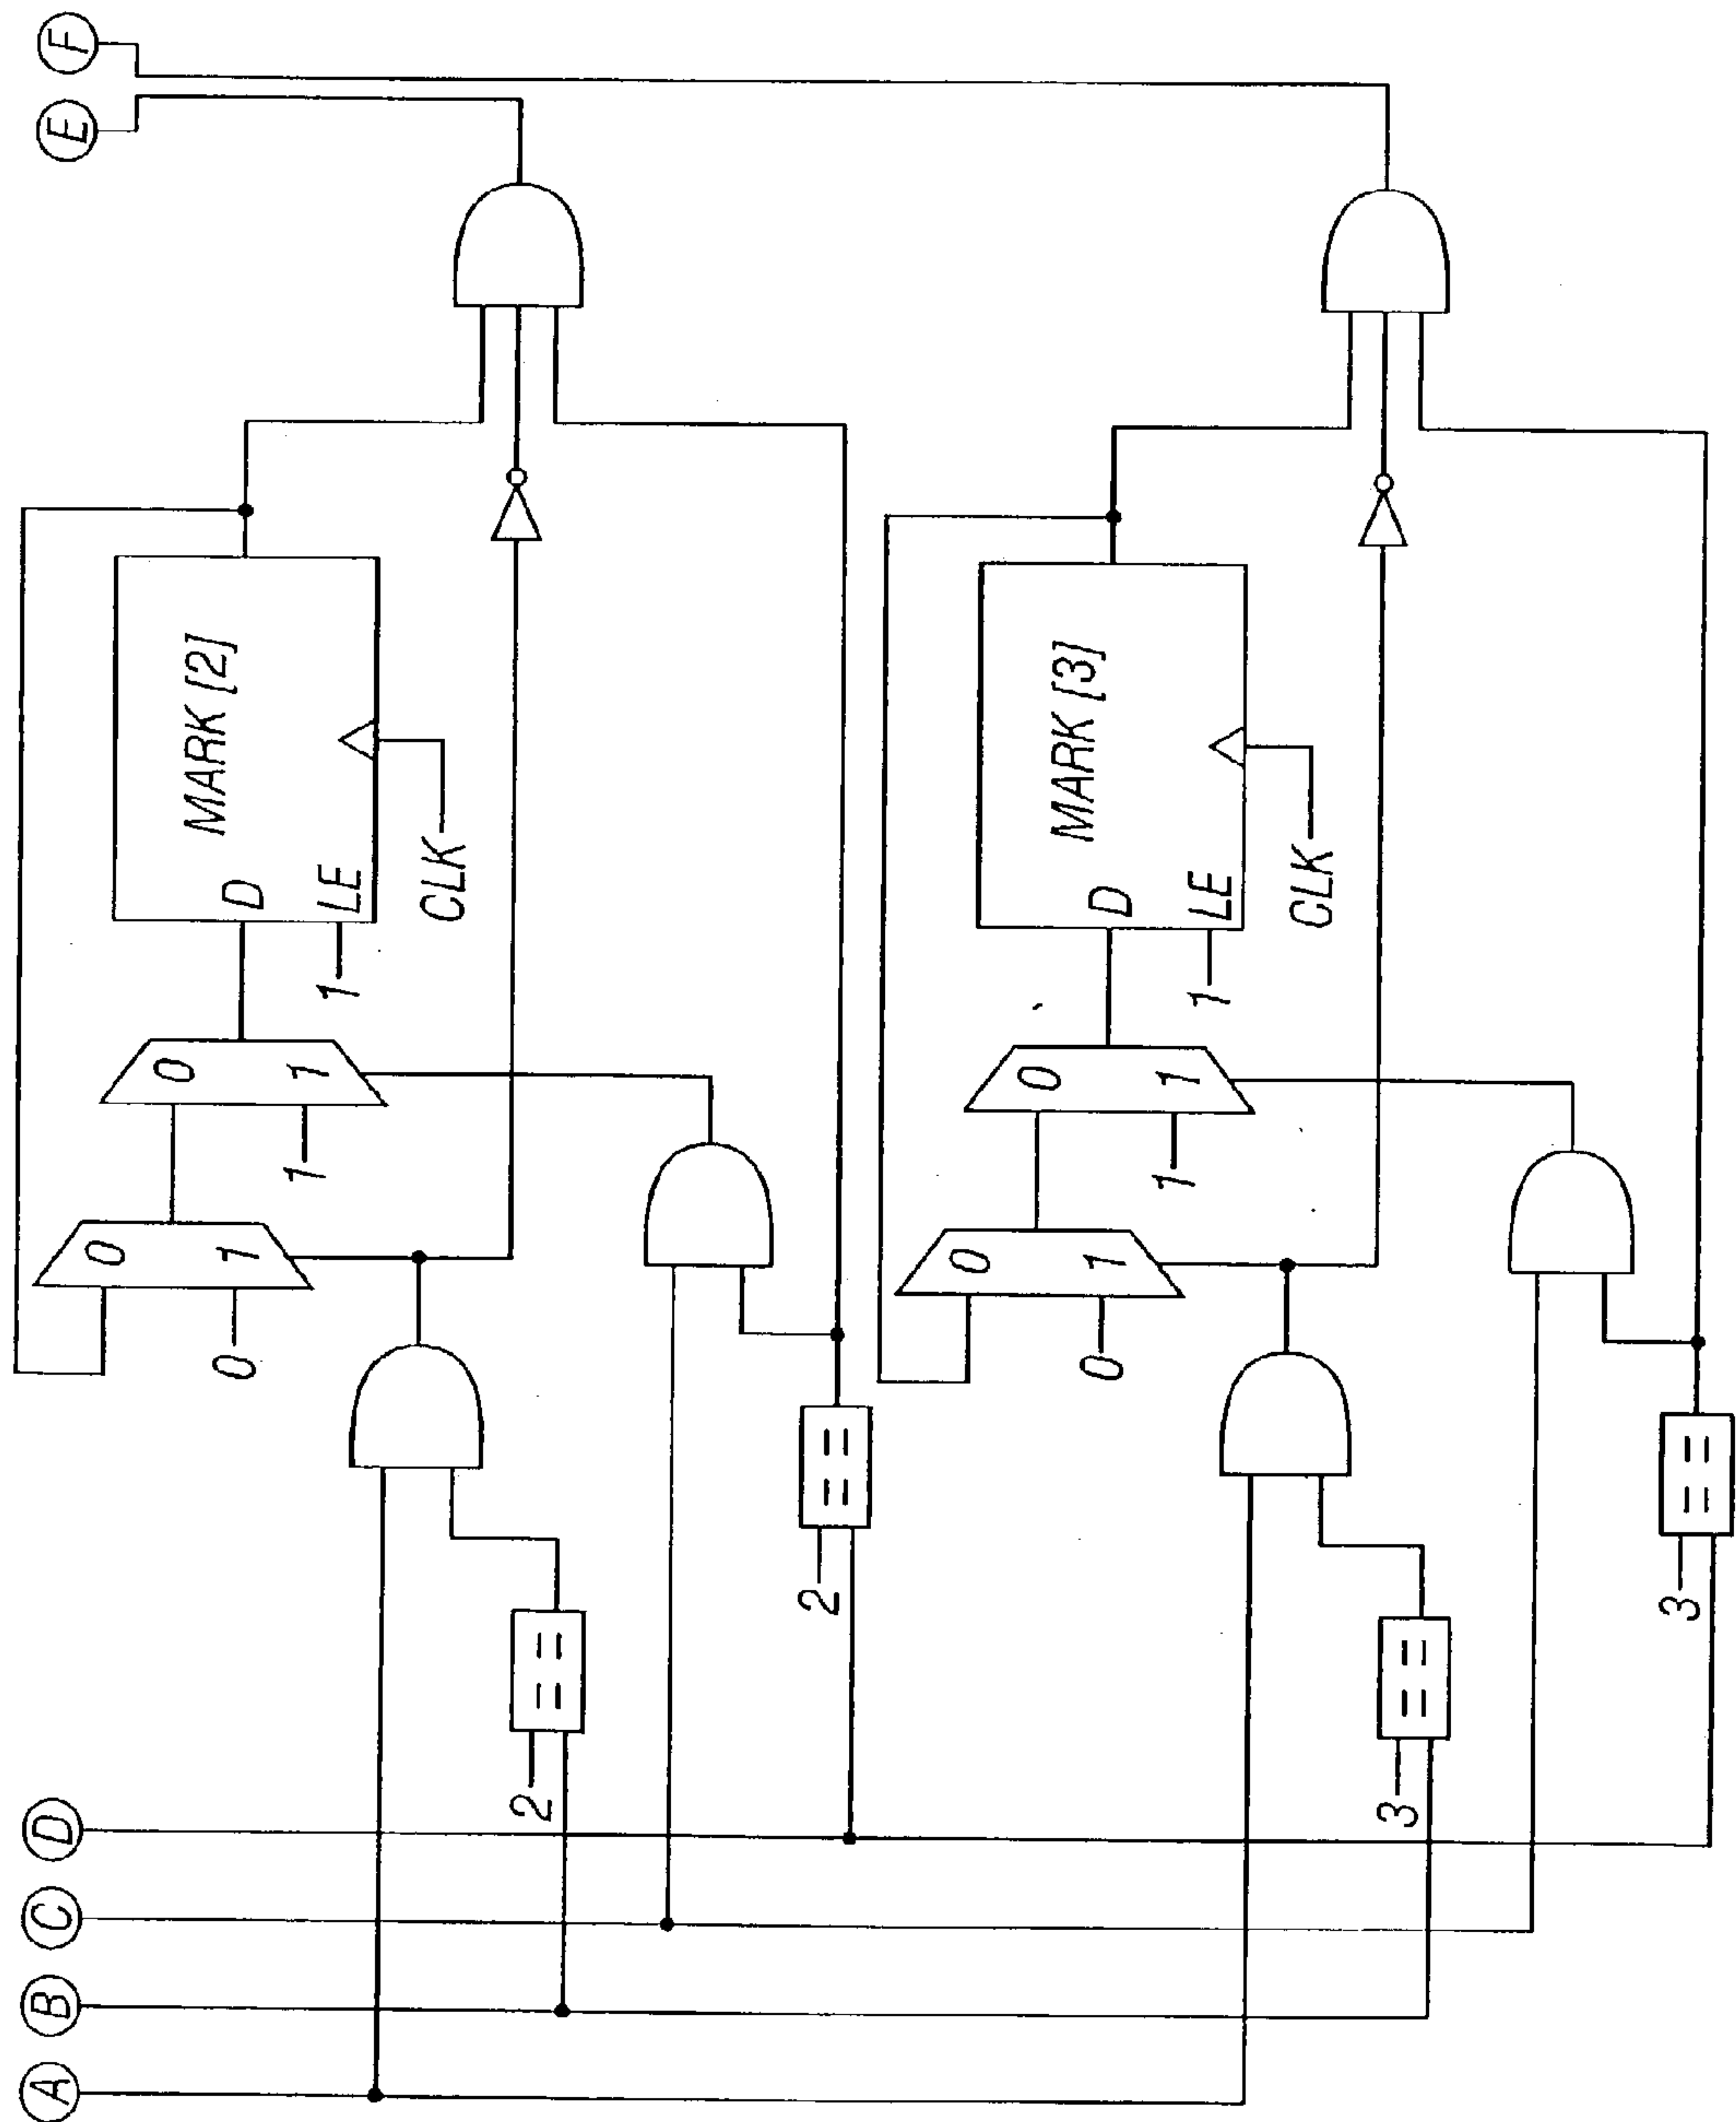 A B C D E F
0
0
MARK [2]
0 1 D
1 1
1 LE
CLK
2 ==
2 ==
0
0
MARK [3]
0 1 D
1 1
1 LE
CLK
3 ==
3 ==